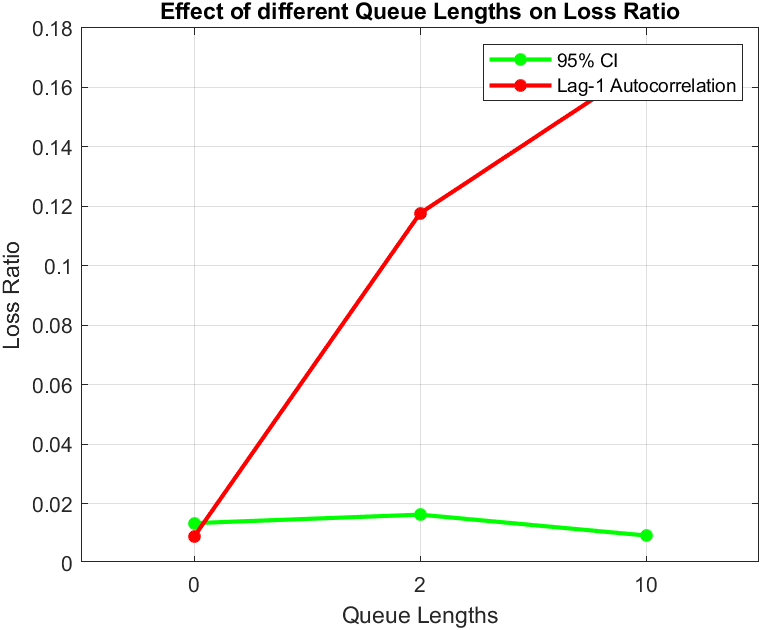 Effect of different Queue Lengths on Loss Ratio
0.18
0.16
0.14
0.12
0.1
0.08
0.06
0.04
0.02
0
Loss Ratio
95% CI
Lag-1 Autocorrelation
0 2 10
Queue Lengths